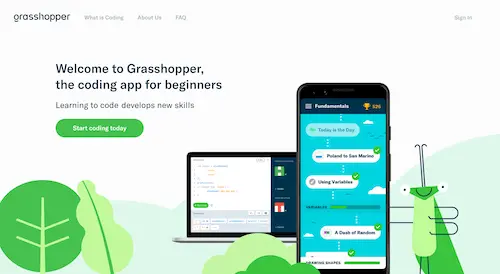 grasshopper
What is Coding
About Us
FAQ
Sign in
Welcome to Grasshopper,
the coding app for beginners
Learning to code develops new skills
Start coding today
Fundamentals
Today is the Day
Poland to San Marino
Using Variables
VARIABLES
A Dash of Random
DRAWING SHAPES